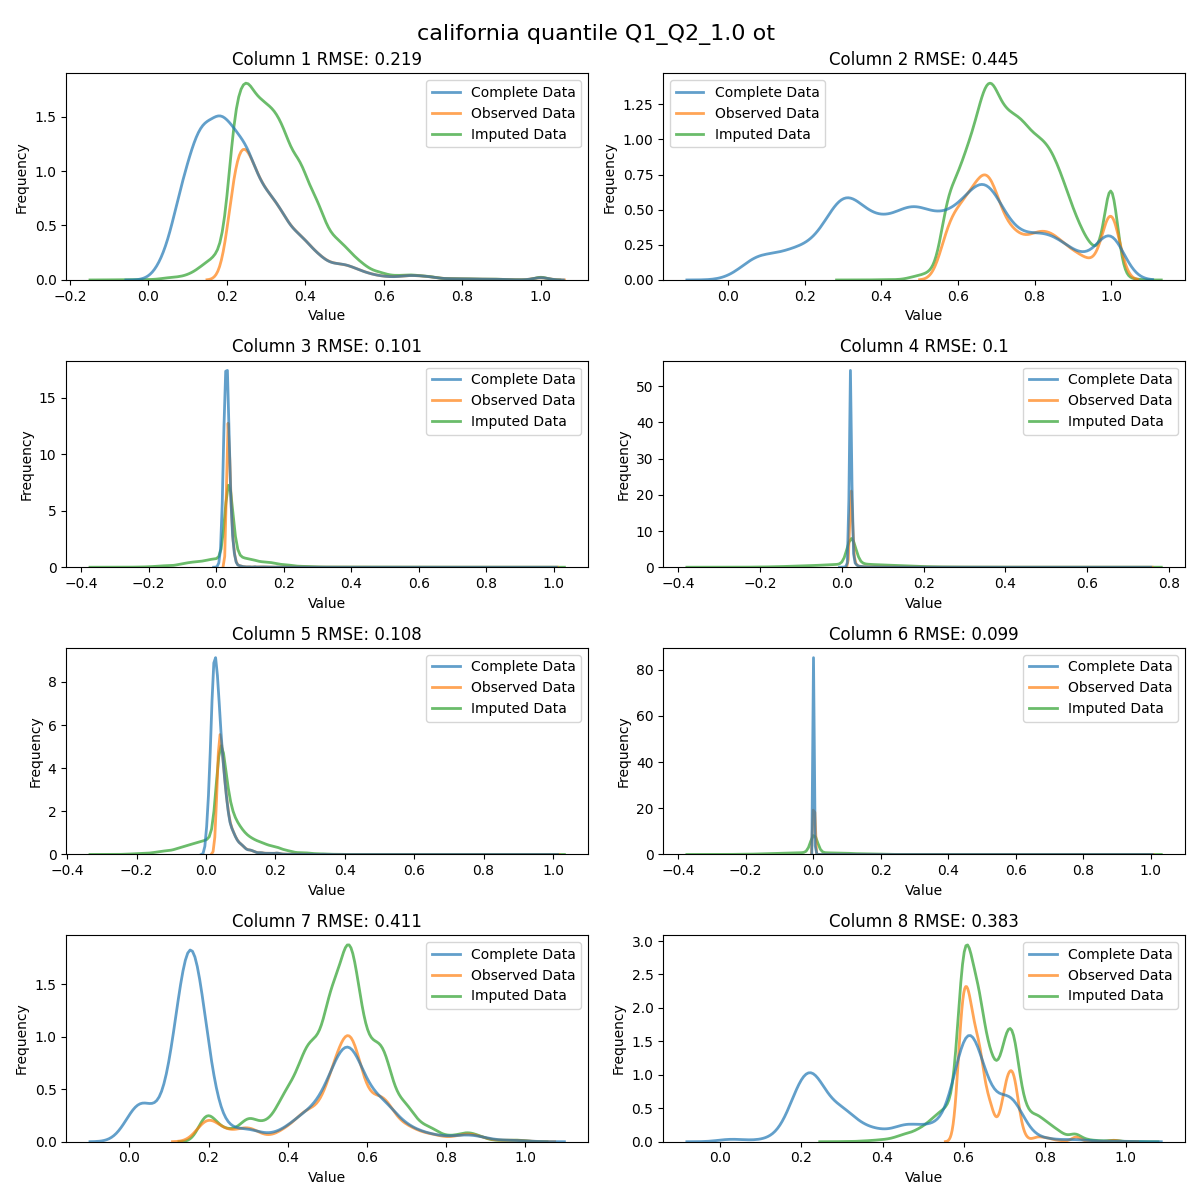 california quantile Q1_Q2_1.0 ot
Column 1 RMSE: 0.219
Complete Data
Observed Data
Imputed Data
Frequency
1.5
1.0
0.5
0.0
−0.2 0.0 0.2 0.4 0.6 0.8 1.0
Value
Column 2 RMSE: 0.445
Complete Data
Observed Data
Imputed Data
Frequency
1.25
1.00
0.75
0.50
0.25
0.00
0.0 0.2 0.4 0.6 0.8 1.0
Value
Column 3 RMSE: 0.101
Complete Data
Observed Data
Imputed Data
Frequency
15
10
5
0
−0.4 −0.2 0.0 0.2 0.4 0.6 0.8 1.0
Value
Column 4 RMSE: 0.1
Complete Data
Observed Data
Imputed Data
Frequency
50
40
30
20
10
0
−0.4 −0.2 0.0 0.2 0.4 0.6 0.8
Value
Column 5 RMSE: 0.108
Complete Data
Observed Data
Imputed Data
Frequency
8
6
4
2
0
−0.4 −0.2 0.0 0.2 0.4 0.6 0.8 1.0
Value
Column 6 RMSE: 0.099
Complete Data
Observed Data
Imputed Data
Frequency
80
60
40
20
0
−0.4 −0.2 0.0 0.2 0.4 0.6 0.8 1.0
Value
Column 7 RMSE: 0.411
Complete Data
Observed Data
Imputed Data
Frequency
1.5
1.0
0.5
0.0
0.0 0.2 0.4 0.6 0.8 1.0
Value
Column 8 RMSE: 0.383
Complete Data
Observed Data
Imputed Data
Frequency
3.0
2.5
2.0
1.5
1.0
0.5
0.0
0.0 0.2 0.4 0.6 0.8 1.0
Value